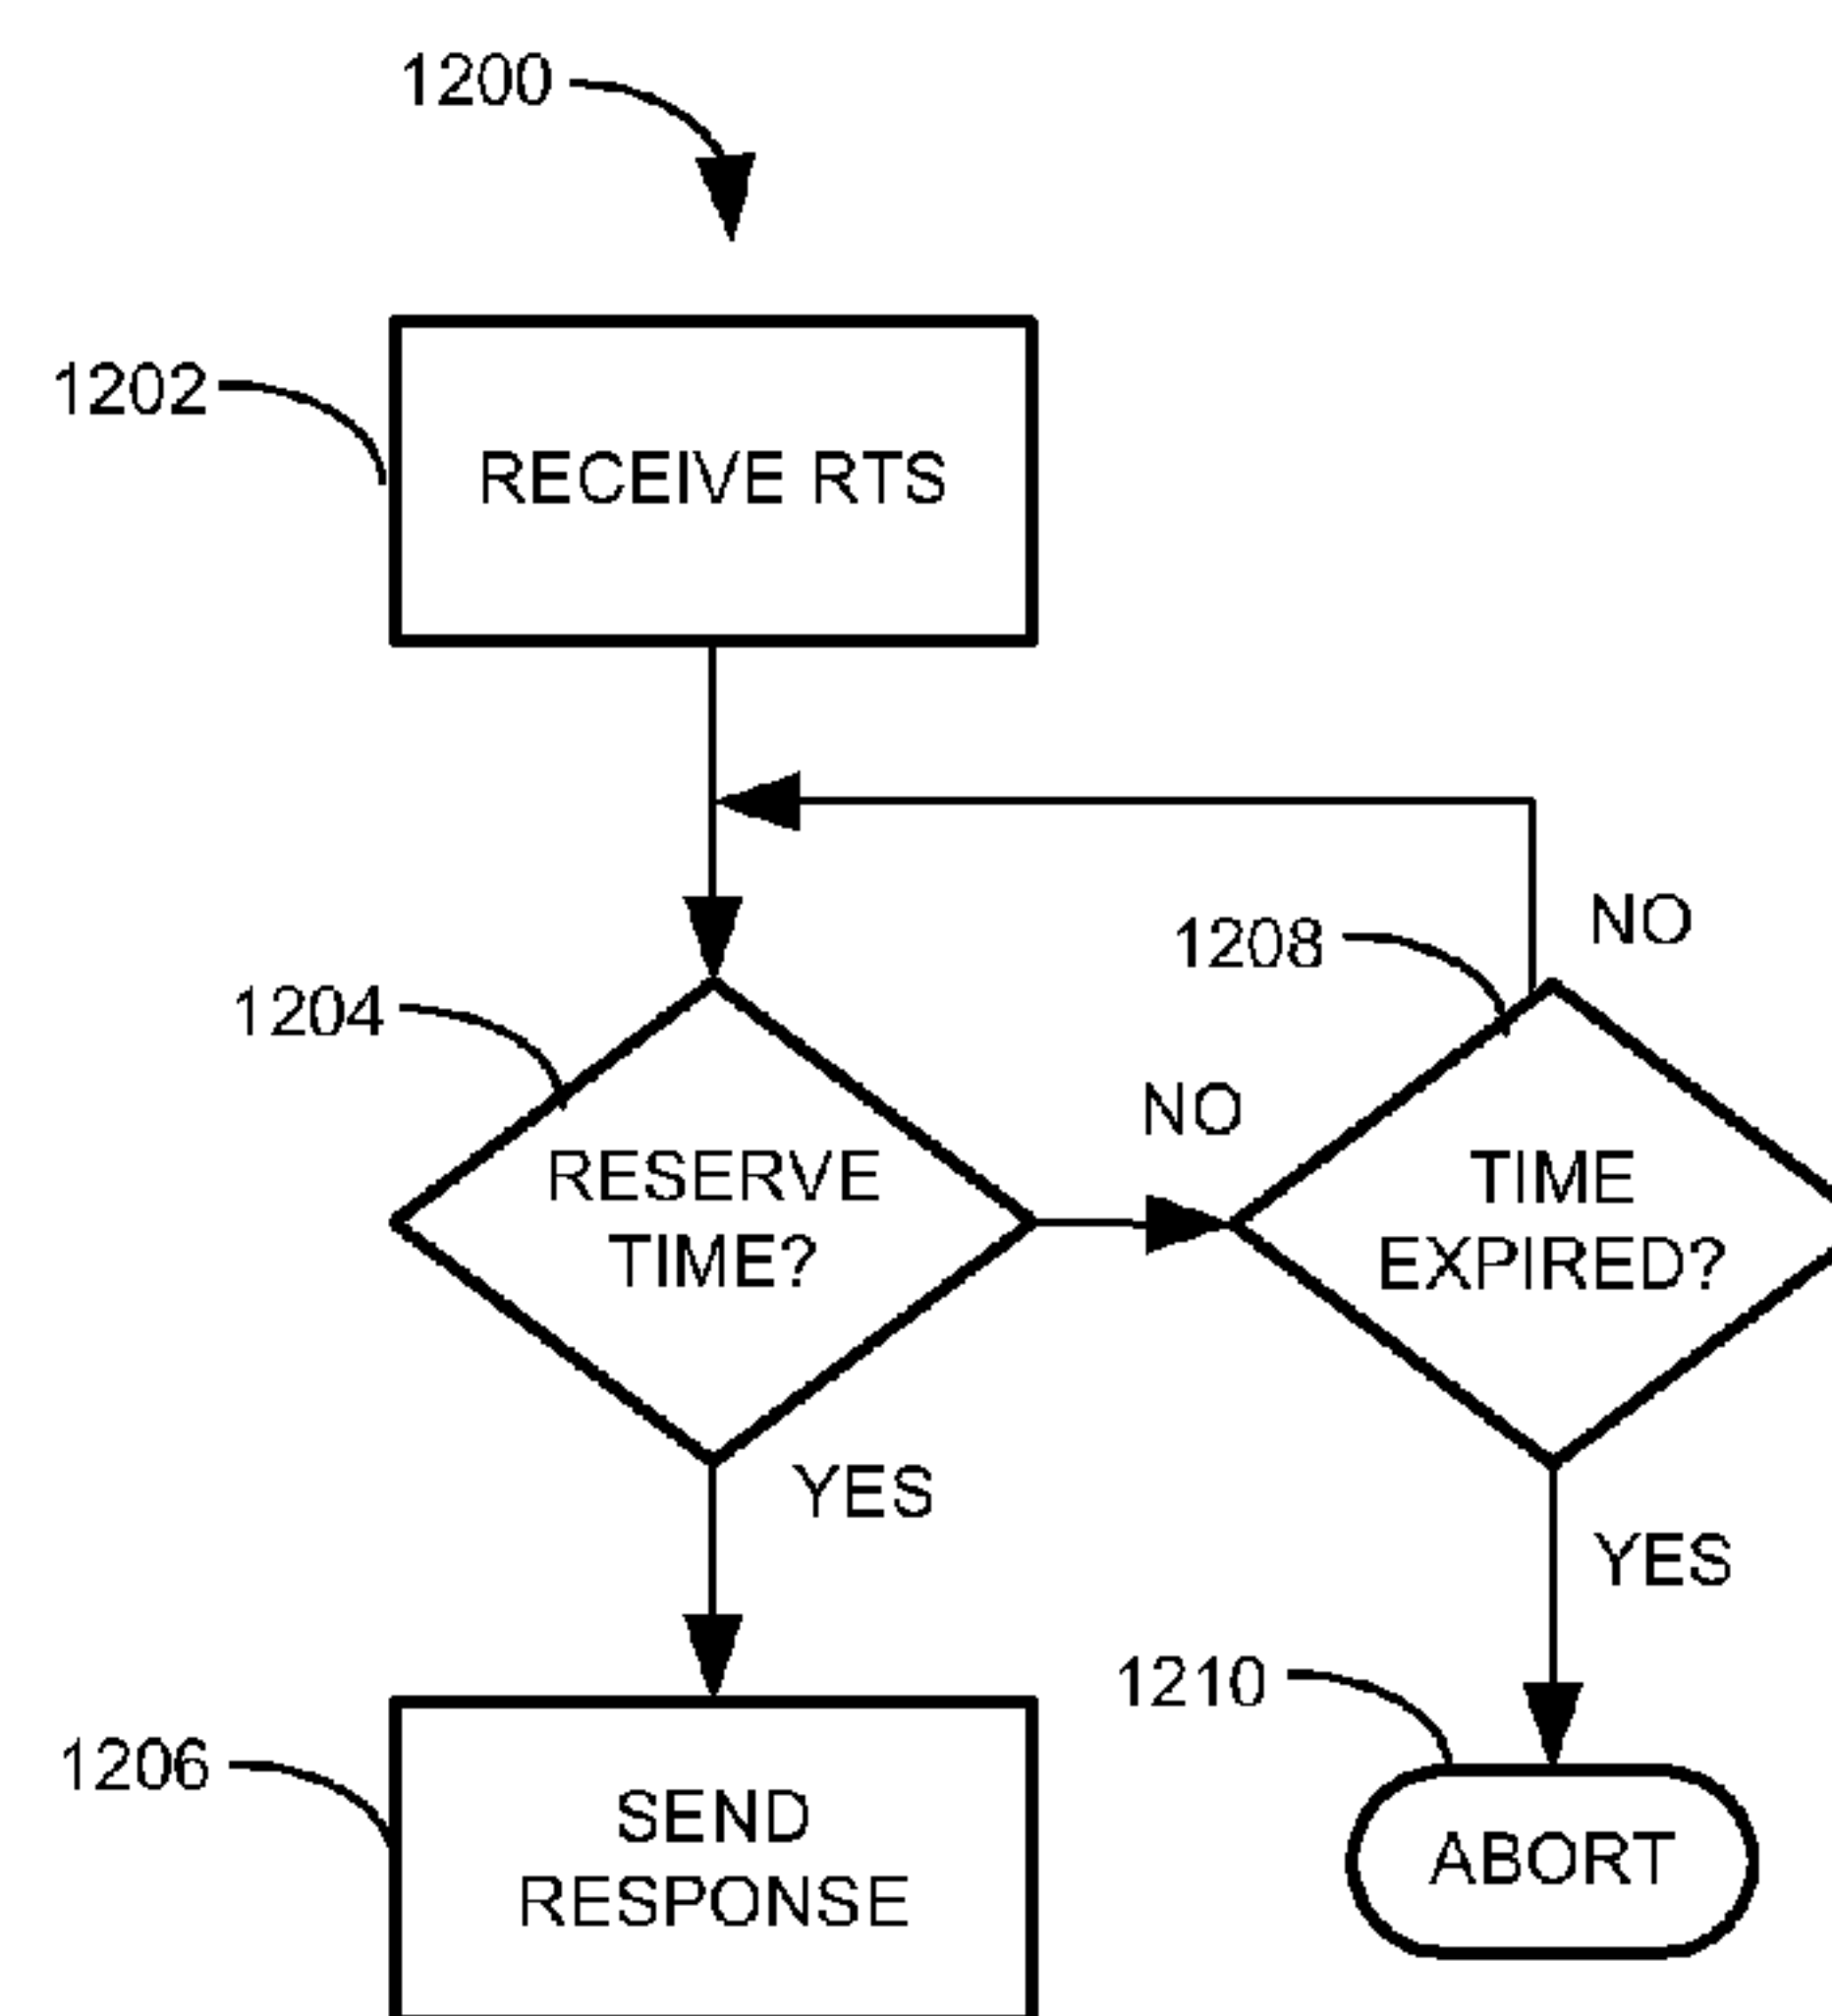 1200
1202
RECEIVE RTS
NO
1208
1204
NO
RESERVE
TIME?
TIME
EXPIRED?
YES
YES
1210
1206
SEND
RESPONSE
ABORT